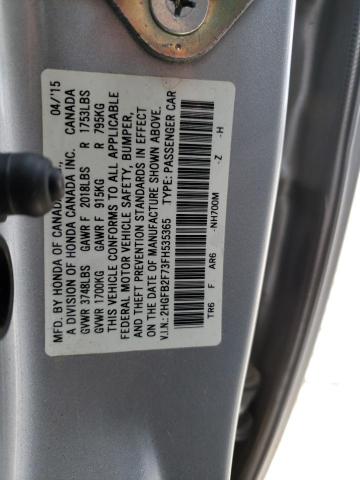 MFD. BY HONDA OF CANADA, 04/'15
A DIVISION OF HONDA CANADA INC. CANADA
GVWR 3748LBS GAWR F 2018LBS R 1753LBS
GVWR 1700KG GAWR F 915KG R 795KG
THIS VEHICLE CONFORMS TO ALL APPLICABLE
FEDERAL MOTOR VEHICLE SAFETY, BUMPER,
AND THEFT PREVENTION STANDARDS IN EFFECT
ON THE DATE OF MANUFACTURE SHOWN ABOVE.
V.I.N.: 2HGFB2F73FH535365 TYPE: PASSENGER CAR
TR6 F AR6 -NH700M -Z -H